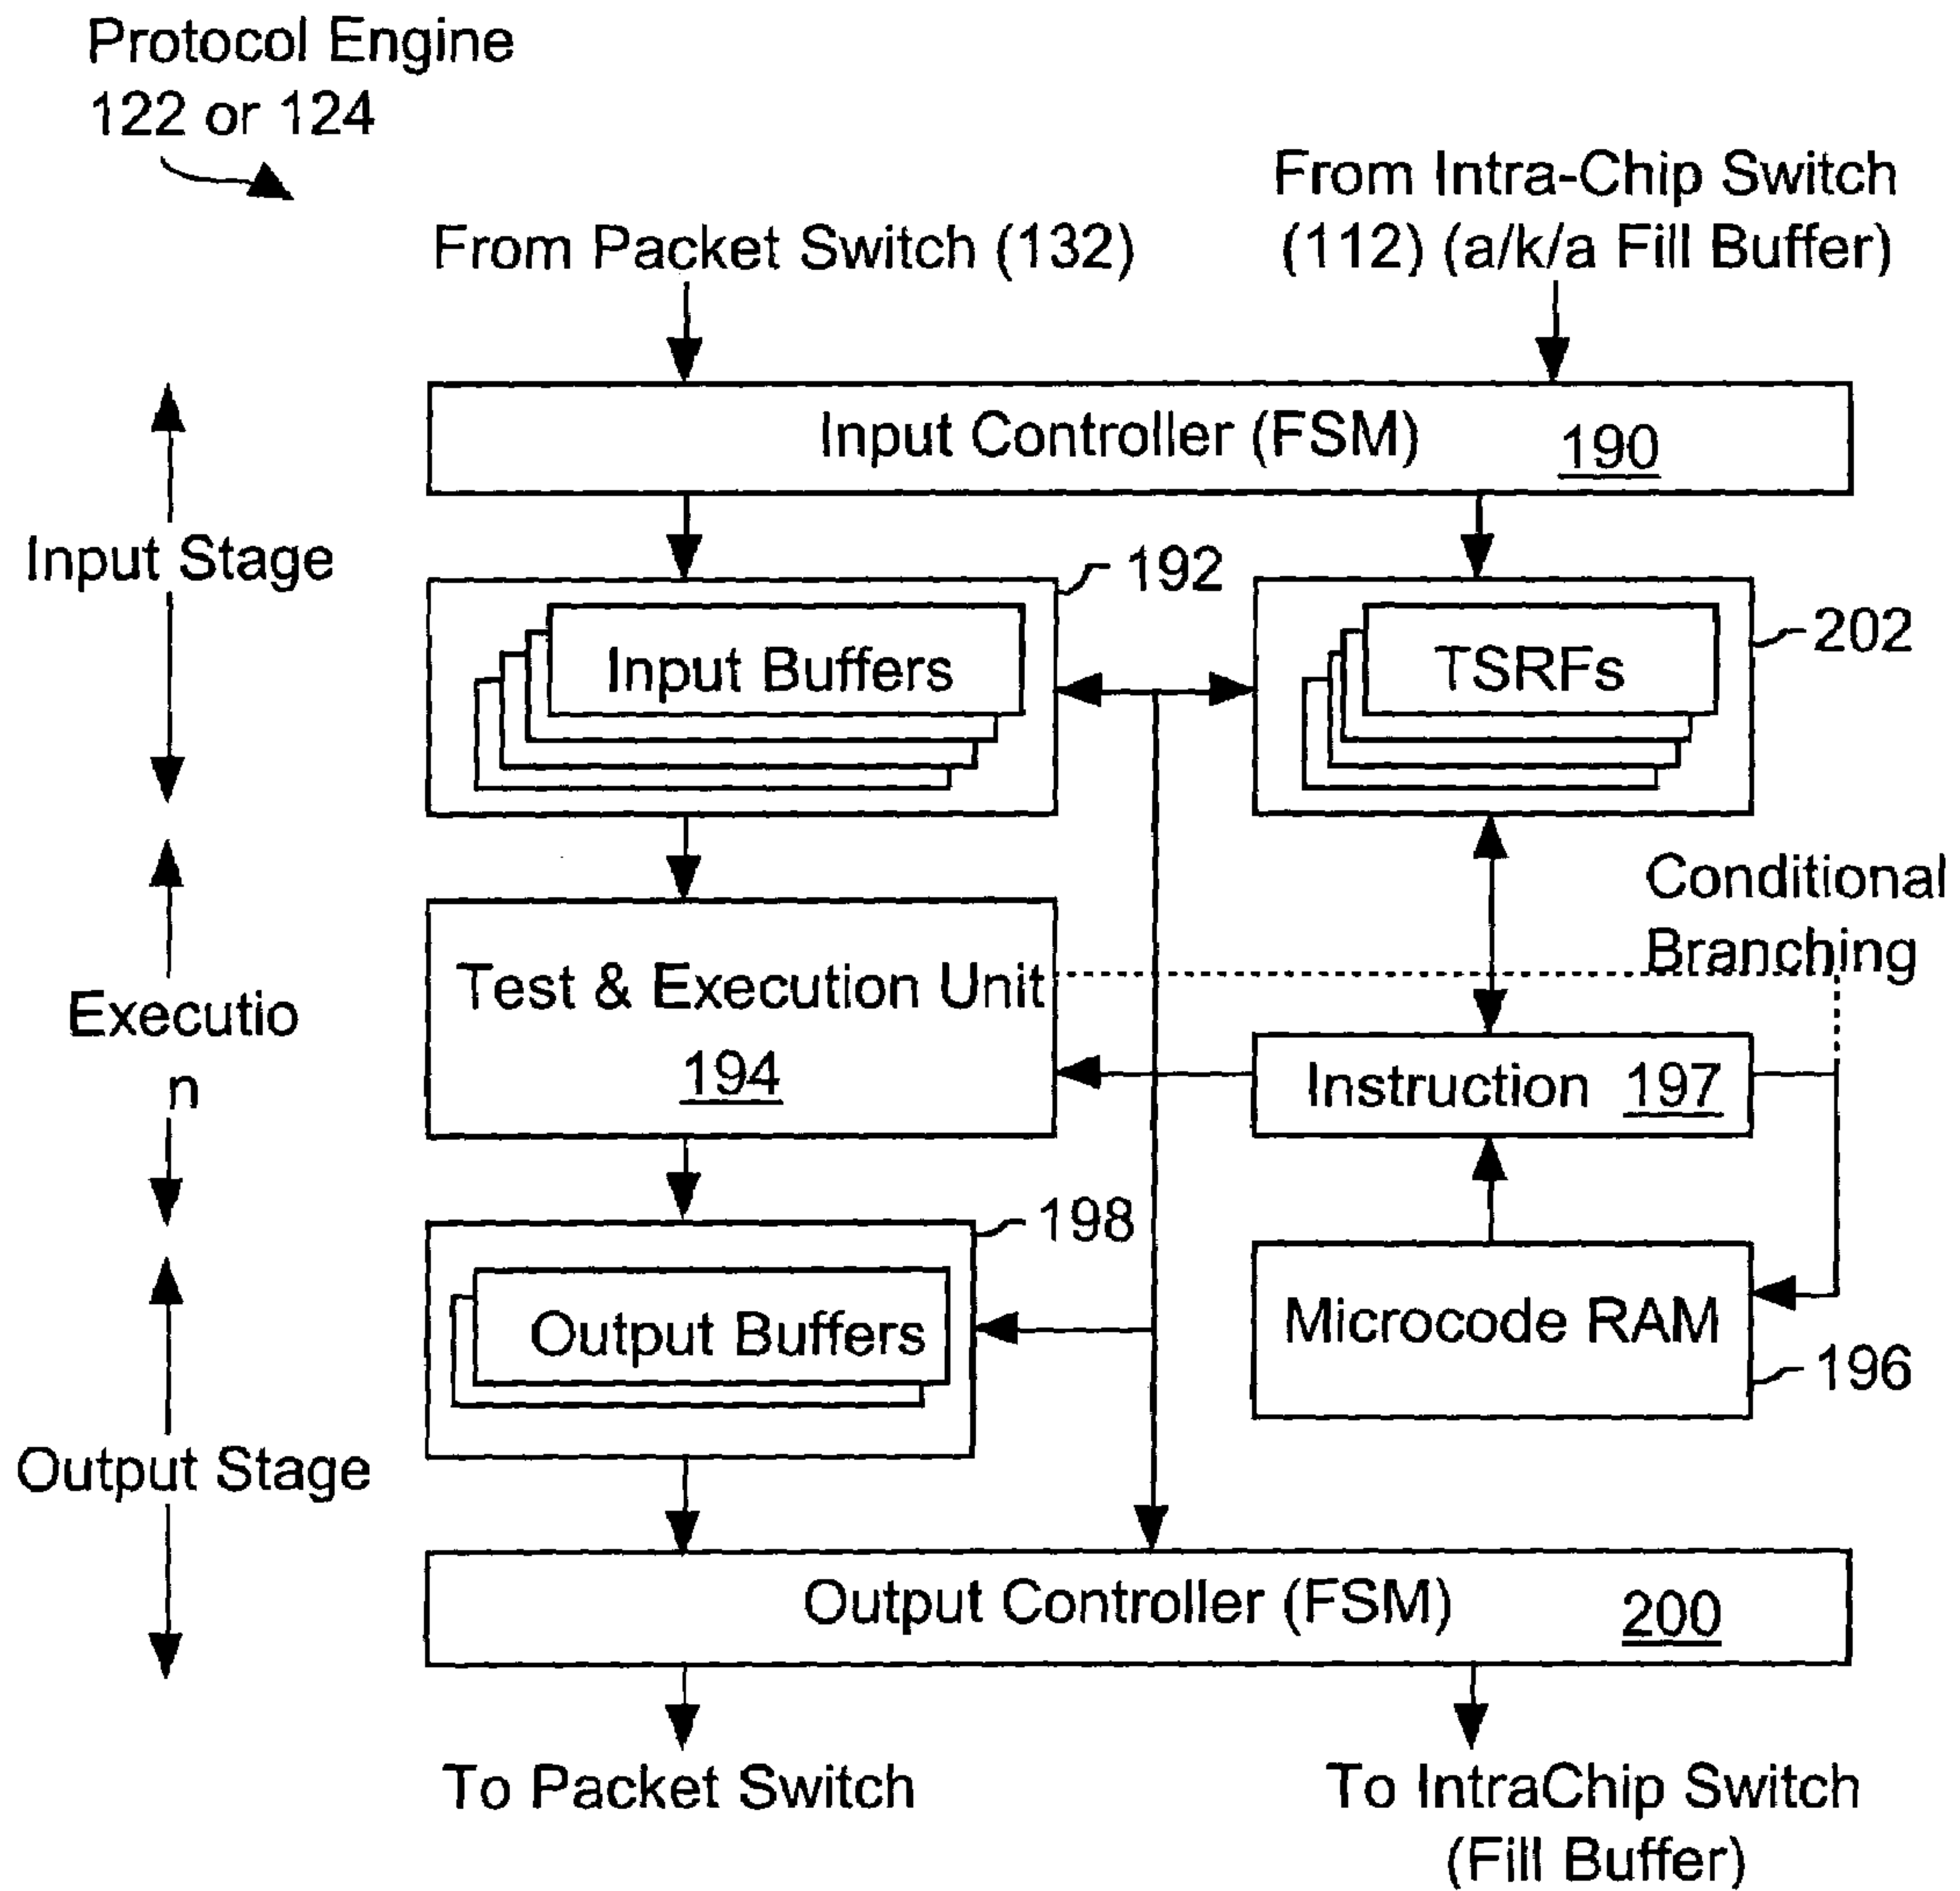 Protocol Engine
122 or 124
From Packet Switch (132)
From Intra-Chip Switch
(112) (a/k/a Fill Buffer)
Input Controller (FSM) 190
Input Stage
192
Input Buffers
202
TSRFs
Conditional
Branching
Executio
n
Test & Execution Unit
194
Instruction 197
198
Output Buffers
Microcode RAM
196
Output Stage
Output Controller (FSM) 200
To Packet Switch
To IntraChip Switch
(Fill Buffer)